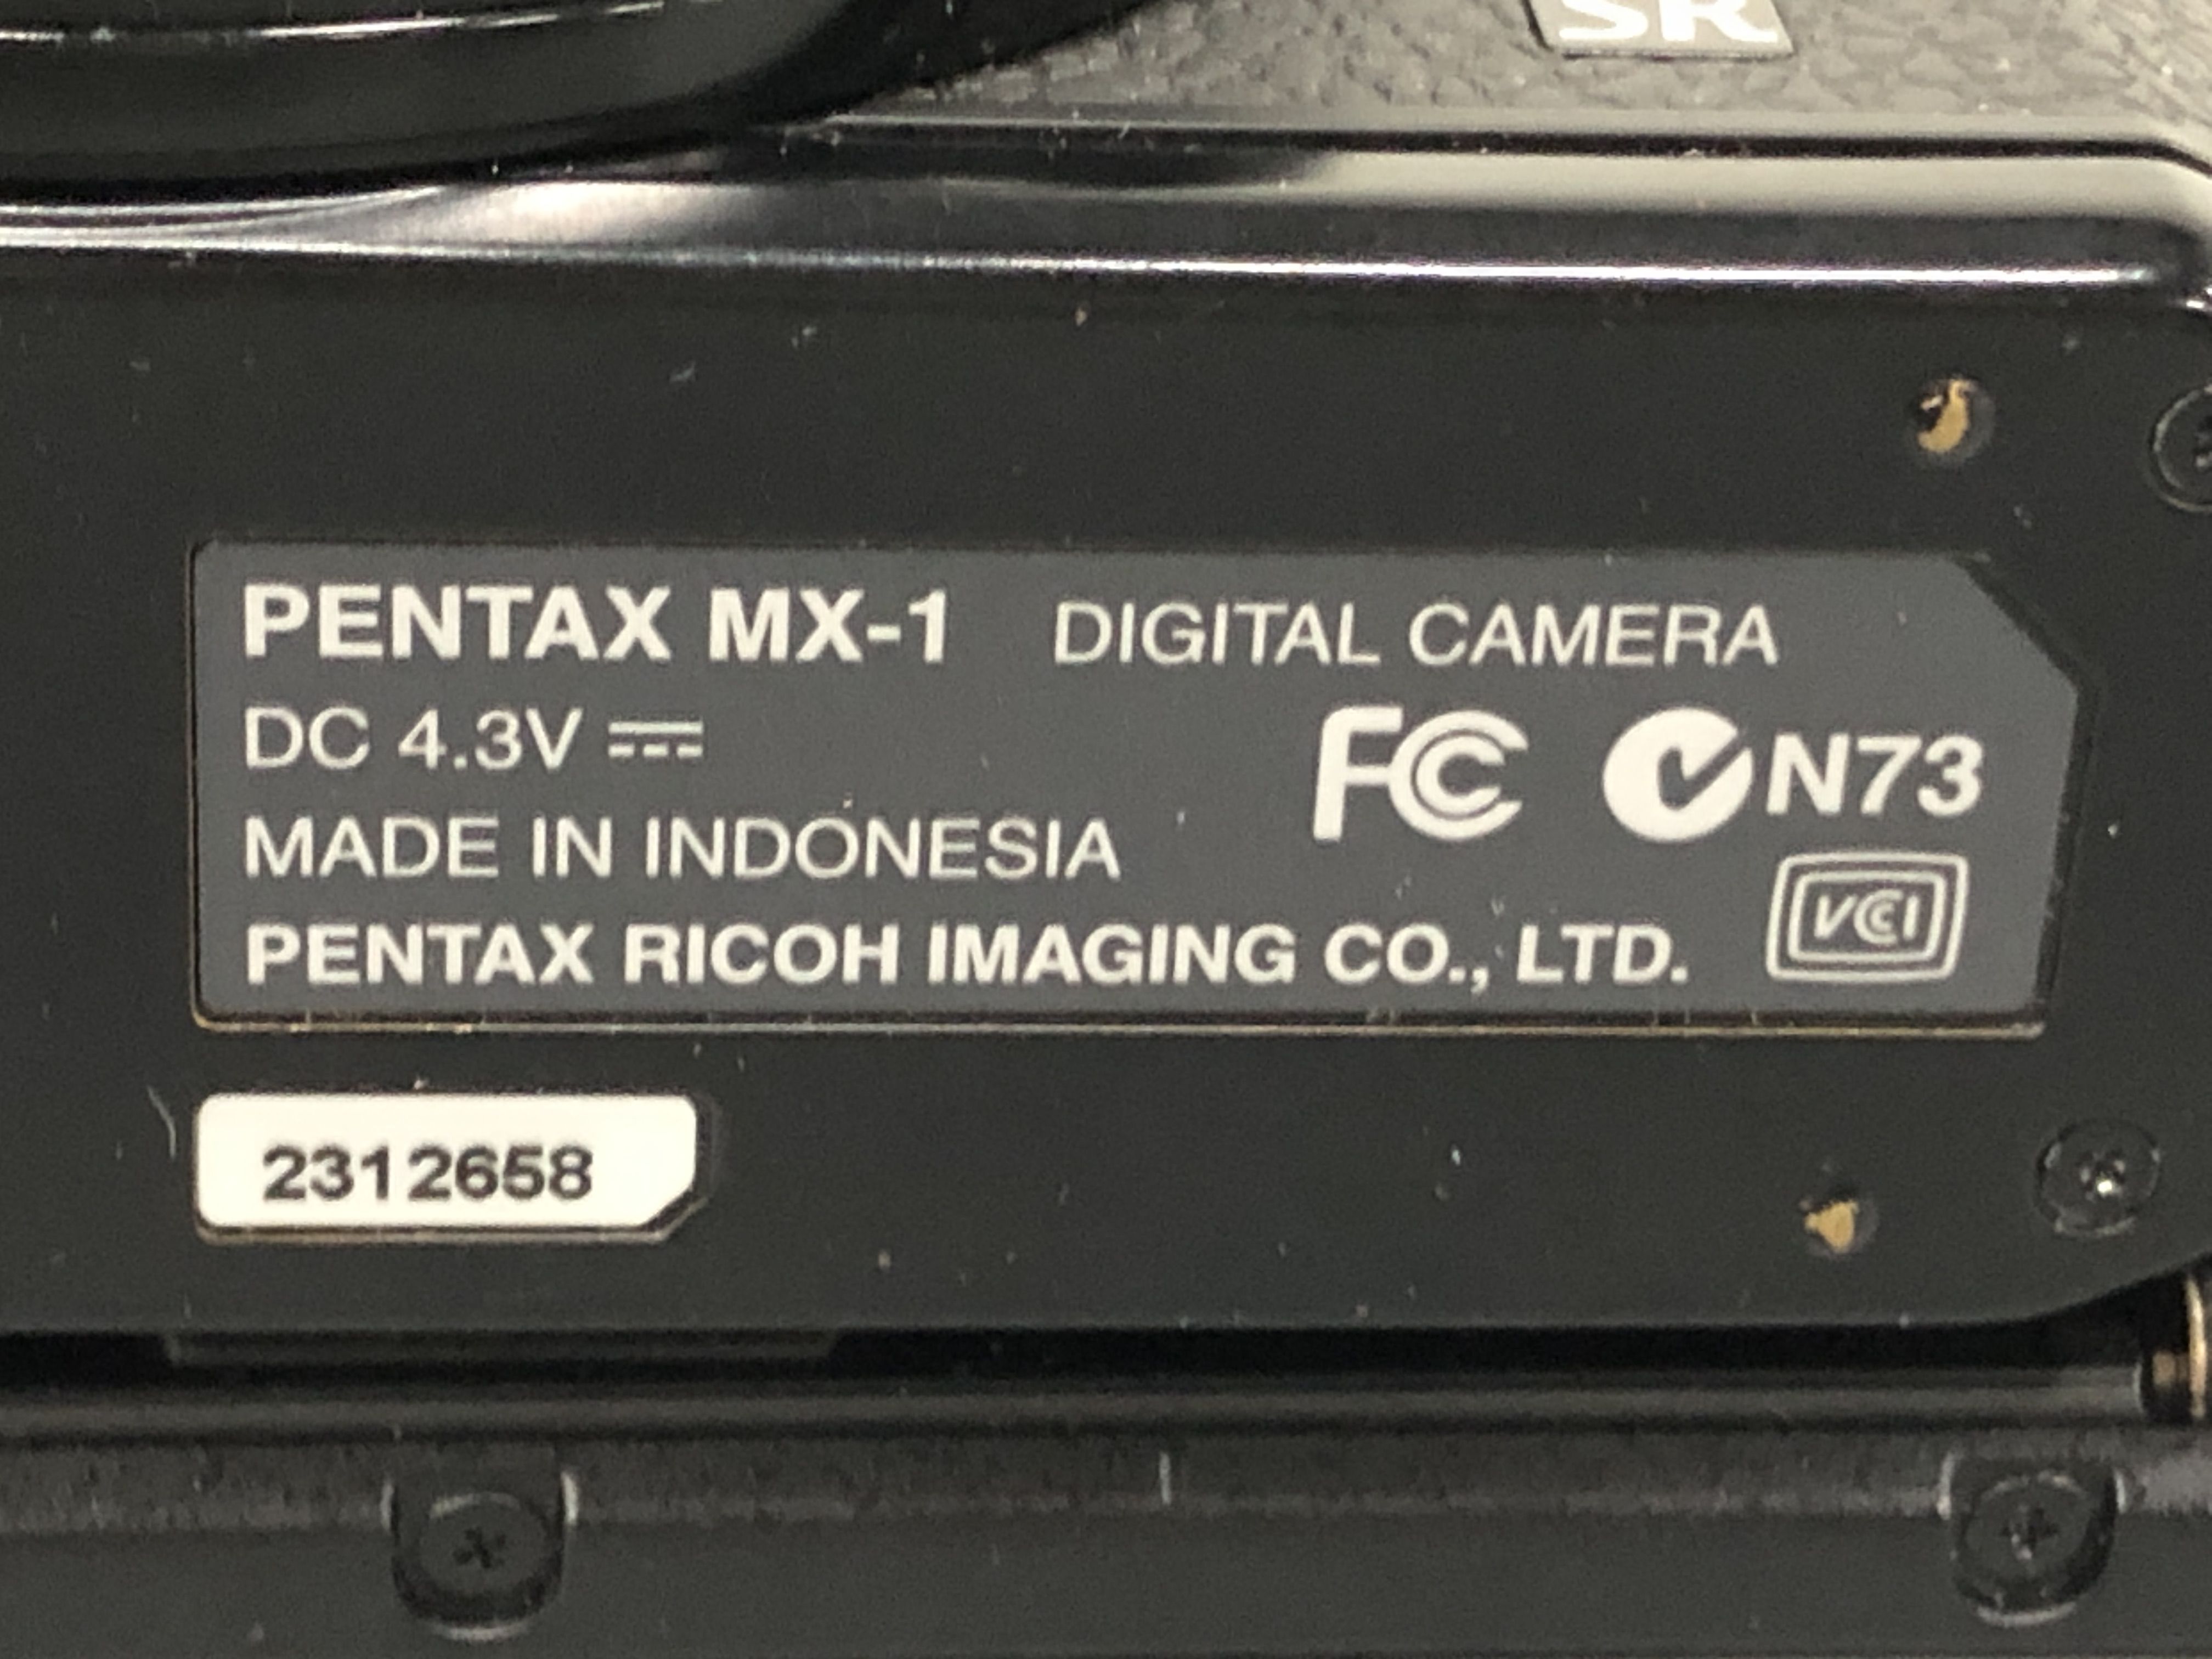 SR
PENTAX MX-1 DIGITAL CAMERA
DC 4.3V
FC N73
MADE IN INDONESIA
VCCI
PENTAX RICOH IMAGING CO., LTD.
2312658